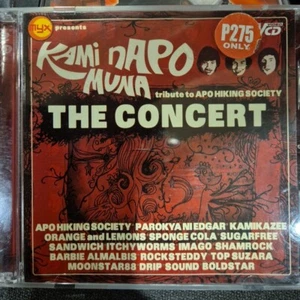 myx presents
P275
ONLY
VCD
KAMI nAPO
MUNA
tribute to APO HIKING SOCIETY
THE CONCERT
APO HIKING SOCIETY PAROKYA NI EDGAR KAMIKAZEE
ORANGE and LEMONS SPONGE COLA SUGARFREE
SANDWICH ITCHYWORMS IMAGO SHAMROCK
BARBIE ALMALBIS ROCKSTEDDY TOP SUZARA
MOONSTAR88 DRIP SOUND BOLDSTAR